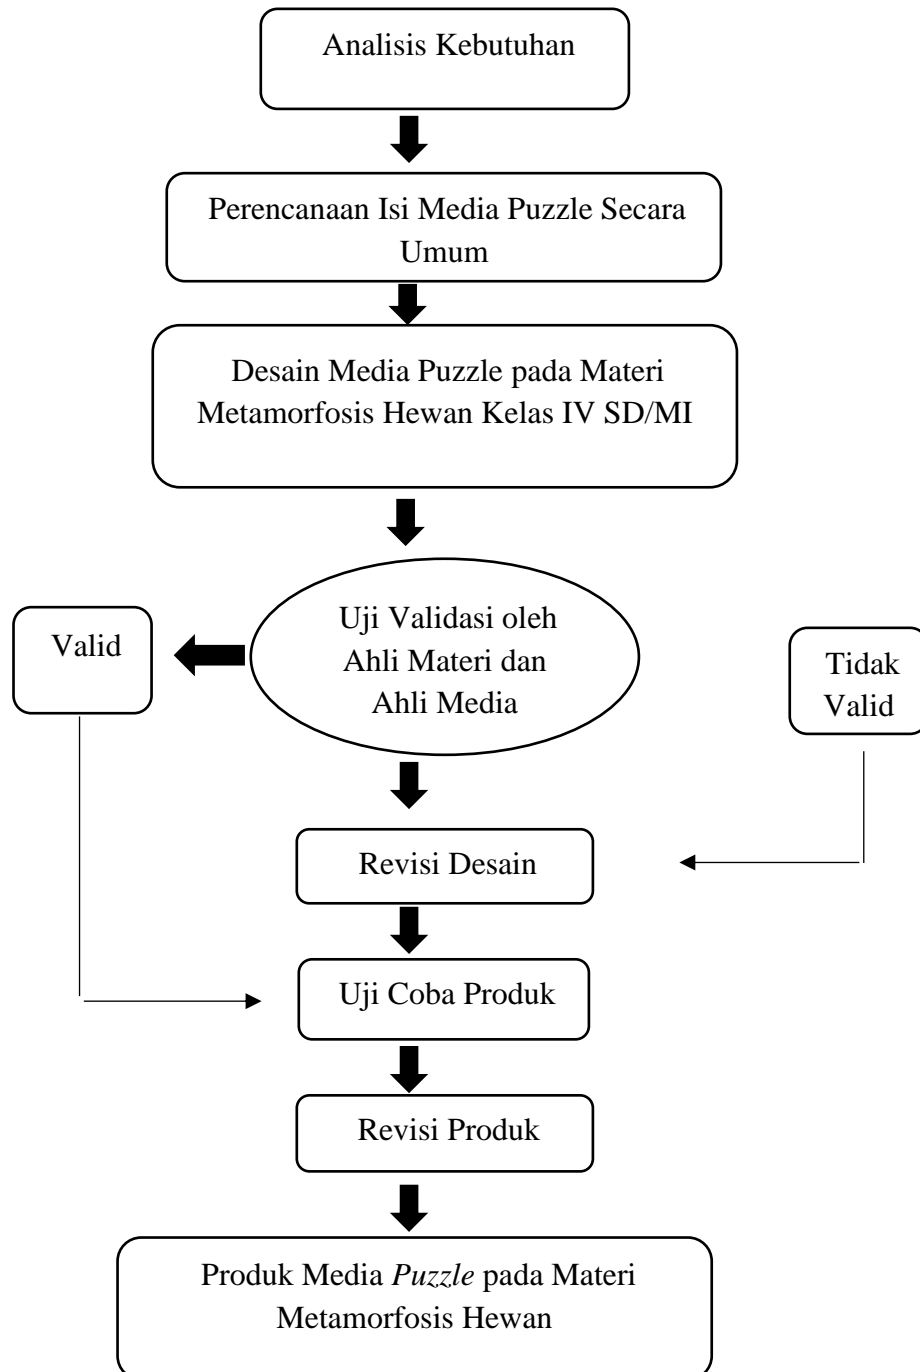 Analisis Kebutuhan
Perencanaan Isi Media Puzzle Secara
Umum
Desain Media Puzzle pada Materi
Metamorfosis Hewan Kelas IV SD/MI
Uji Validasi oleh
Ahli Materi dan
Ahli Media
Valid
Tidak
Valid
Revisi Desain
Uji Coba Produk
Revisi Produk
Produk Media Puzzle pada Materi
Metamorfosis Hewan